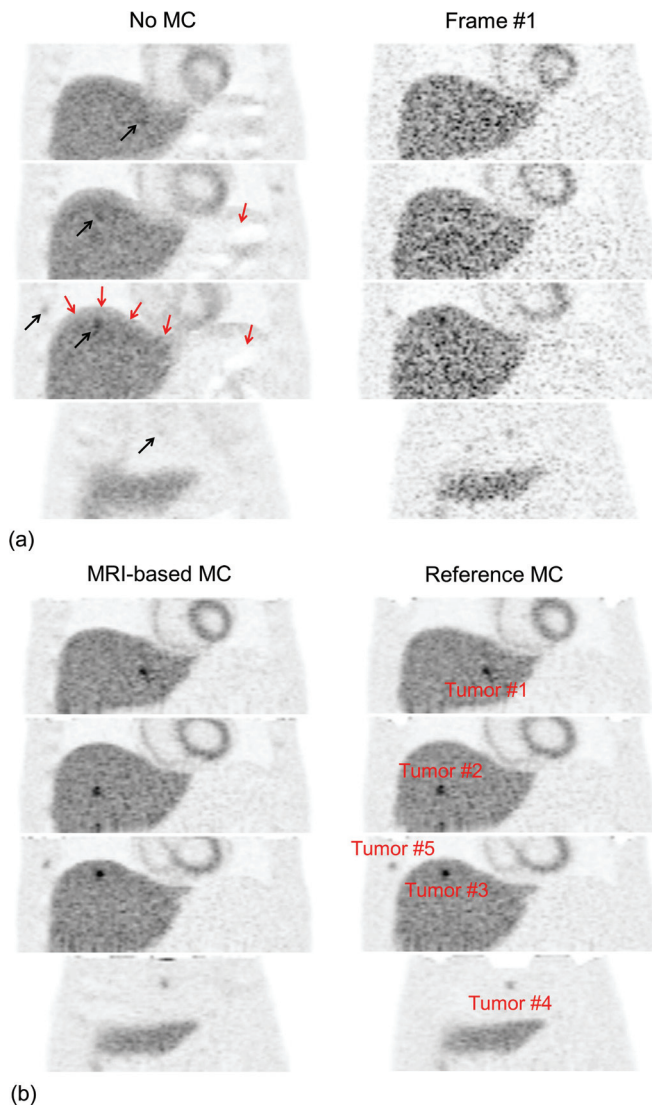 No MC
Frame #1
(a)
MRI-based MC
Reference MC
Tumor #1
Tumor #2
Tumor #5
Tumor #3
Tumor #4
(b)